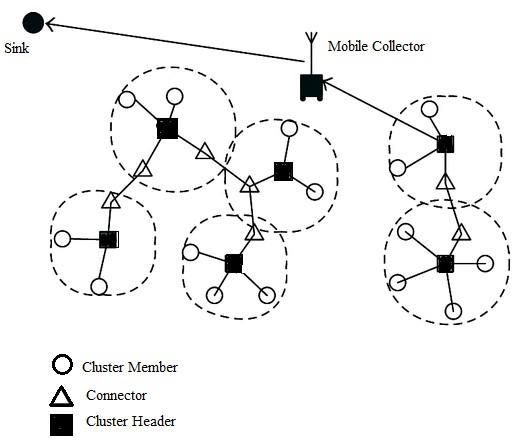 Sink
Mobile Collector
Cluster Member
Connector
Cluster Header